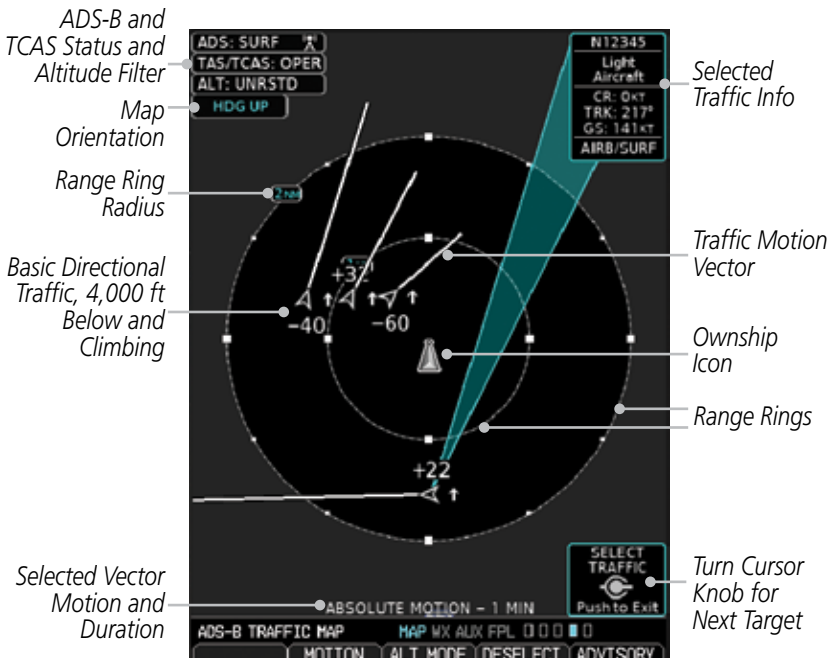 ADS-B and
TCAS Status and
Altitude Filter
Map
Orientation
Range Ring
Radius
Basic Directional
Traffic, 4,000 ft
Below and
Climbing
Selected Vector
Motion and
Duration
ADS: SURF
TAS/TCAS: OPER
ALT: UNRSTD
HDG UP
2NM
+32
-40
-60
+22
N12345
Light
Aircraft
CR: 0KT
TRK: 217°
GS: 141KT
AIRB/SURF
Selected
Traffic Info
Traffic Motion
Vector
Ownship
Icon
Range Rings
Turn Cursor
Knob for
Next Target
SELECT
TRAFFIC
Push to Exit
ABSOLUTE MOTION – 1 MIN
ADS-B TRAFFIC MAP MAP WX AUX FPL
MOTION ALT MODE DESELECT ADVISORY